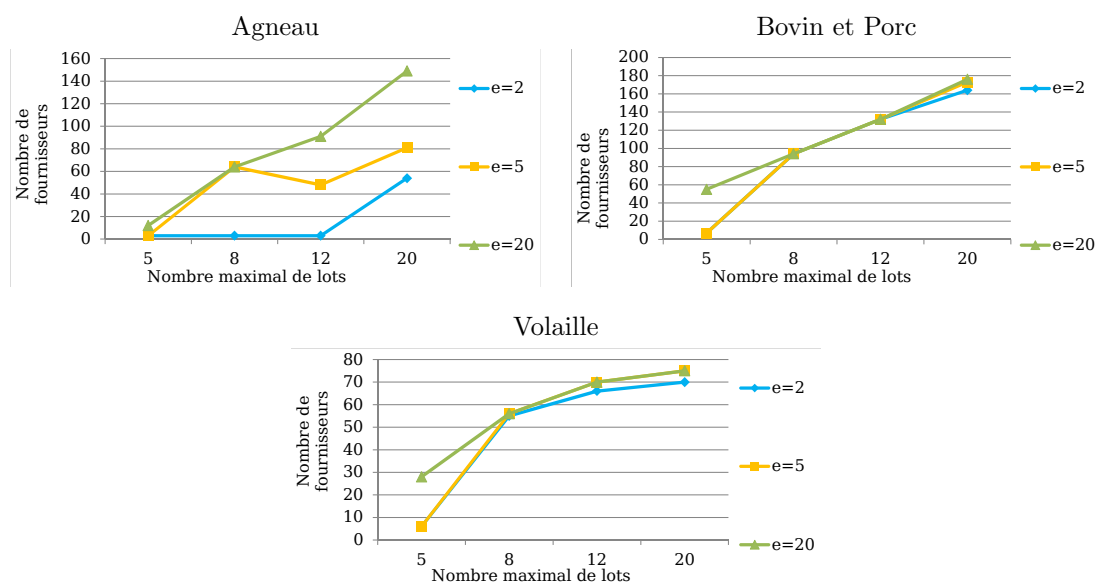 Agneau
160
140
120
100
80
60
40
20
0
Nombre de
fournisseurs
5 8 12 20
Nombre maximal de lots
e=2
e=5
e=20
Bovin et Porc
200
180
160
140
120
100
80
60
40
20
0
Nombre de
fournisseurs
5 8 12 20
Nombre maximal de lots
e=2
e=5
e=20
Volaille
80
70
60
50
40
30
20
10
0
Nombre de
fournisseurs
5 8 12 20
Nombre maximal de lots
e=2
e=5
e=20